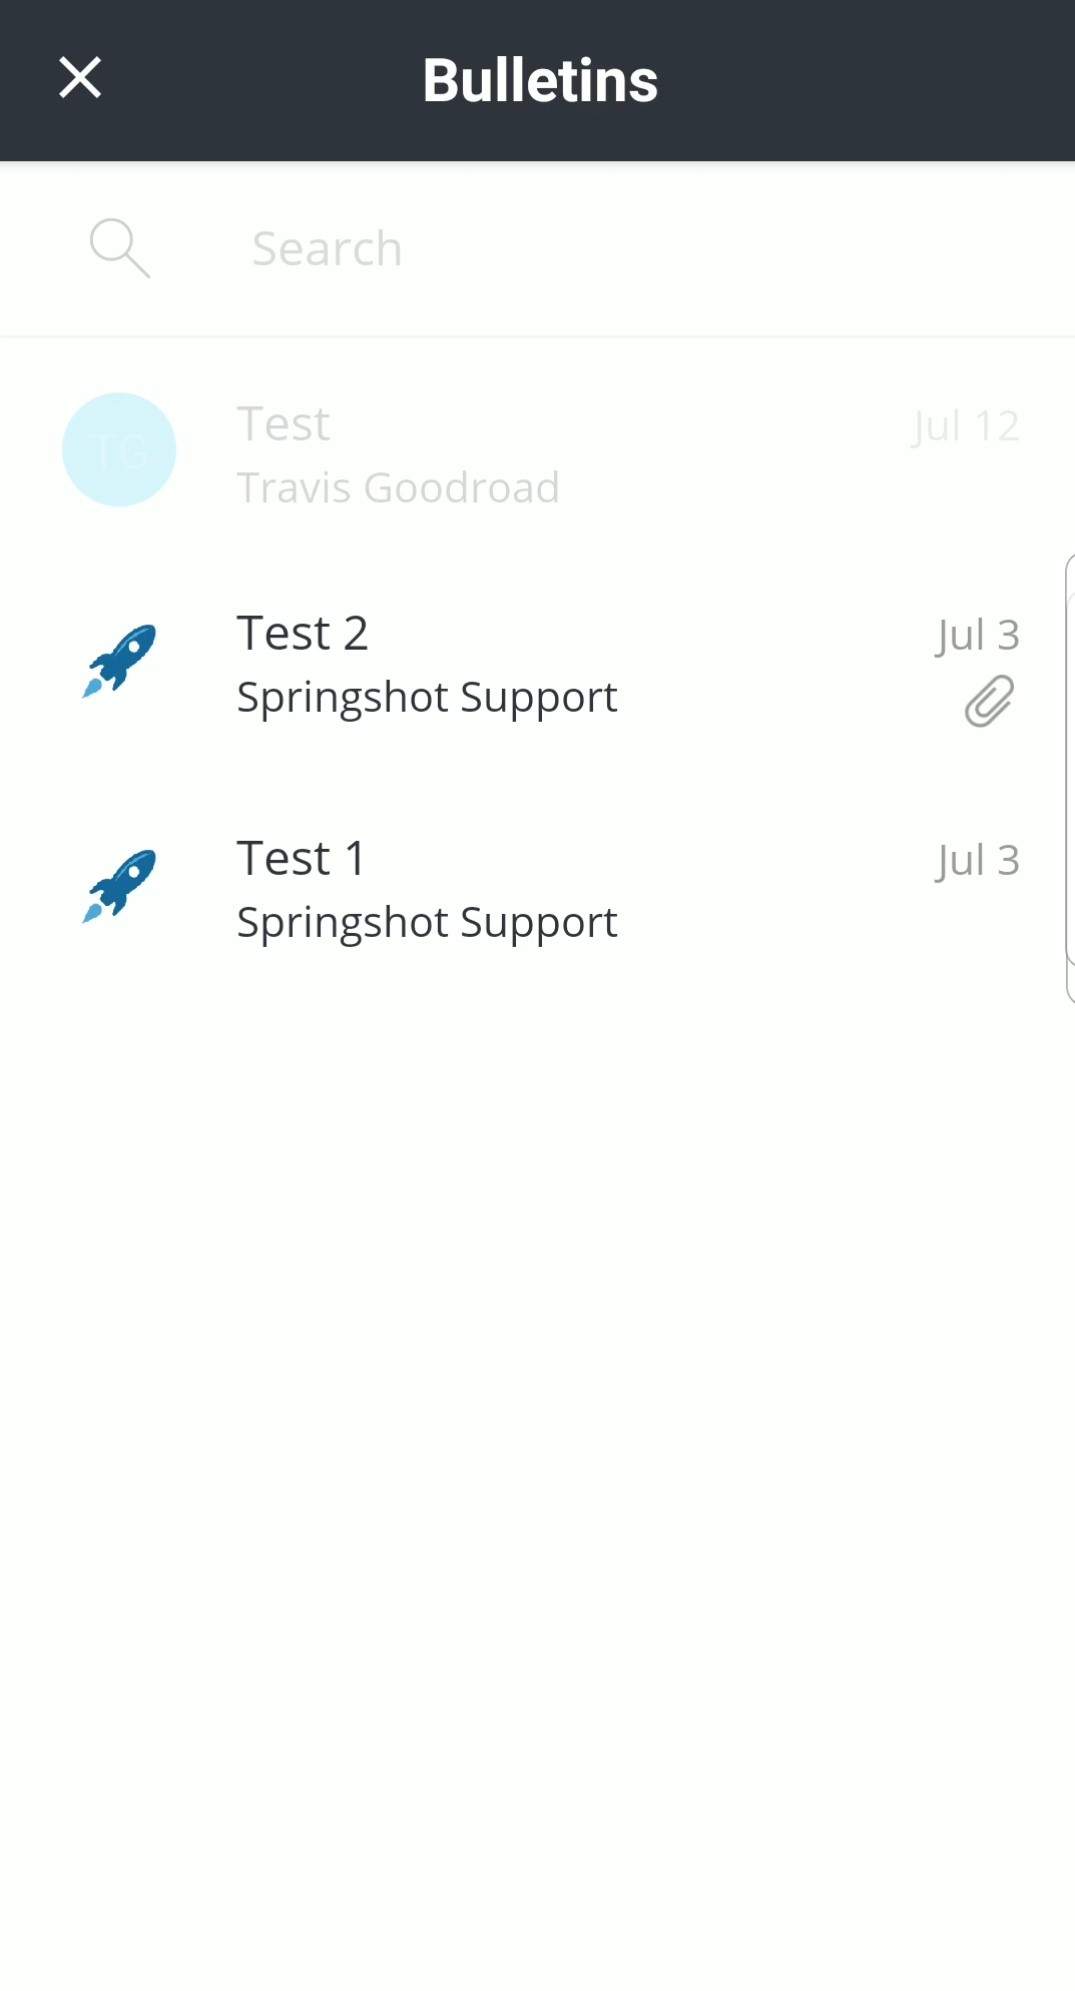 Bulletins
Search
TG
Test
Jul 12
Travis Goodroad
Test 2
Jul 3
Springshot Support
Test 1
Jul 3
Springshot Support